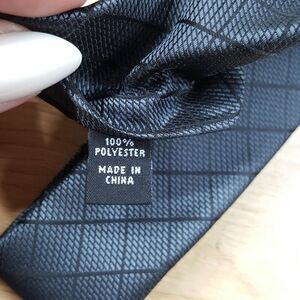 100%
POLYESTER
MADE IN
CHINA